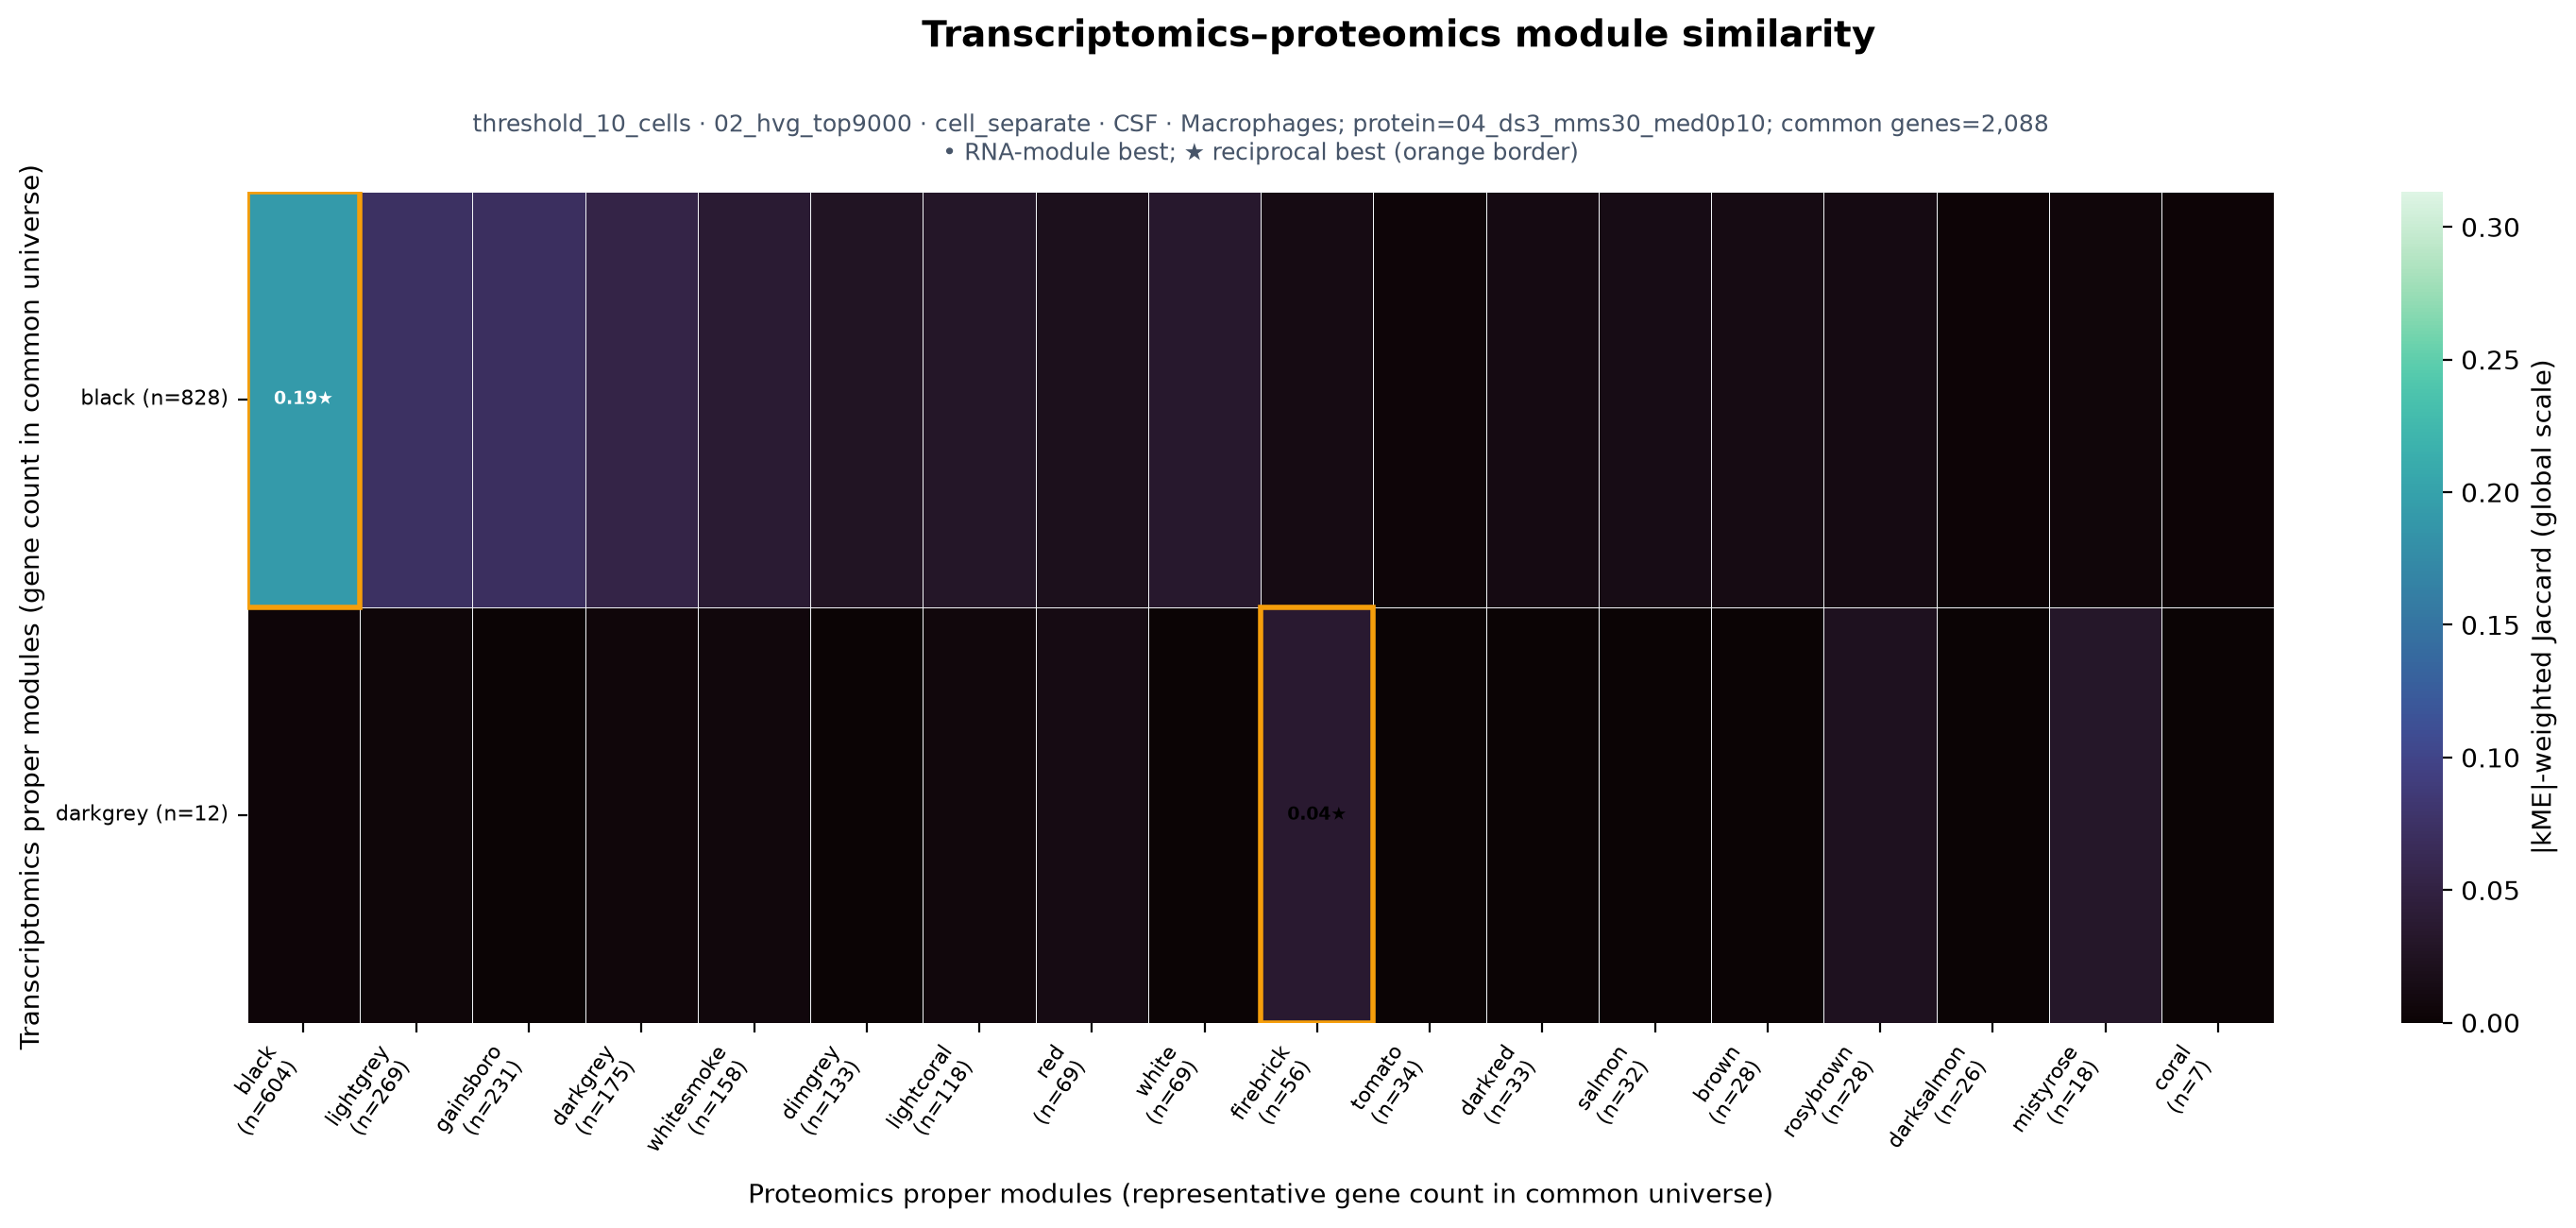 Transcriptomics–proteomics module similarity
threshold_10_cells · 02_hvg_top9000 · cell_separate · CSF · Macrophages; protein=04_ds3_mms30_med0p10; common genes=2,088
• RNA-module best; ★ reciprocal best (orange border)
Transcriptomics proper modules (gene count in common universe)
black (n=828)
darkgrey (n=12)
0.19★
0.04★
black
(n=604)
lightgrey
(n=269)
gainsboro
(n=231)
darkgrey
(n=175)
whitesmoke
(n=158)
dimgrey
(n=133)
lightcoral
(n=118)
red
(n=69)
white
(n=69)
firebrick
(n=56)
tomato
(n=34)
darkred
(n=33)
salmon
(n=32)
brown
(n=28)
rosybrown
(n=28)
darksalmon
(n=26)
mistyrose
(n=18)
coral
(n=7)
Proteomics proper modules (representative gene count in common universe)
0.30
0.25
0.20
0.15
0.10
0.05
0.00
|kME|-weighted Jaccard (global scale)